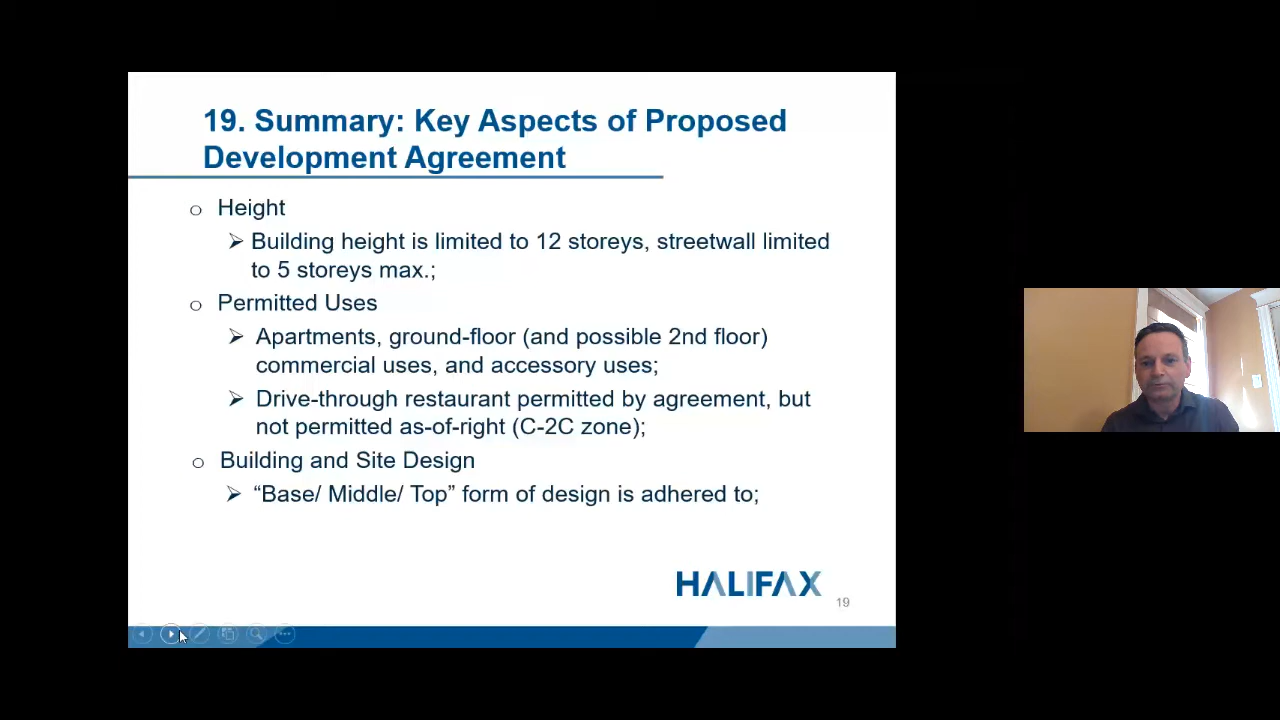 19. Summary: Key Aspects of Proposed
Development Agreement
o Height
➢ Building height is limited to 12 storeys, streetwall limited
to 5 storeys max.;
o Permitted Uses
➢ Apartments, ground-floor (and possible 2nd floor)
commercial uses, and accessory uses;
➢ Drive-through restaurant permitted by agreement, but
not permitted as-of-right (C-2C zone);
o Building and Site Design
➢ “Base/ Middle/ Top” form of design is adhered to;
HALIFAX
19